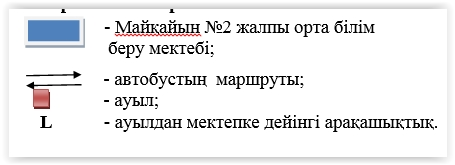 - Майқайың №2 жалпы орта білім
беру мектебі;
- автобустың маршруты;
- ауыл;
L - ауылдан мектепке дейінгі арақашықтық.